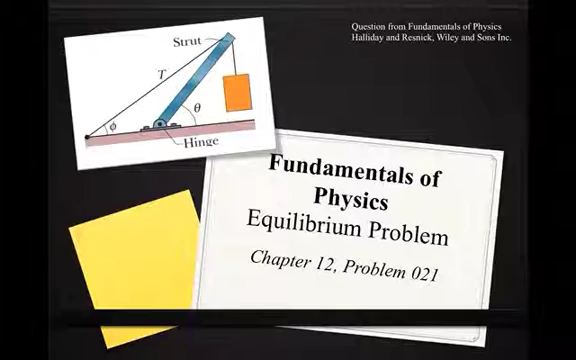 Question from Fundamentals of Physics
Halliday and Resnick, Wiley and Sons Inc.
Strut
T
θ
φ
Hinge
Fundamentals of
Physics
Equilibrium Problem
Chapter 12, Problem 021